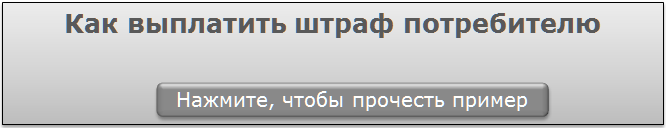 Как выплатить штраф потребителю
Нажмите, чтобы прочесть пример